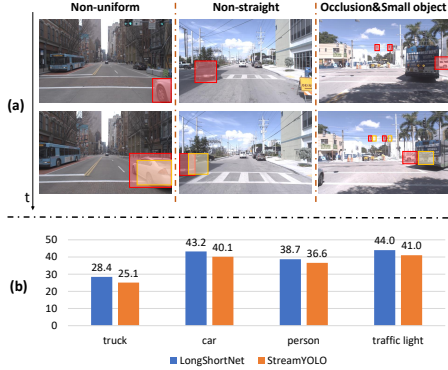 Non-uniform
Non-straight
Occlusion&Small object
(a)
t
(b)
50
40
30
20
10
0
28.4
25.1
43.2
40.1
38.7
36.6
44.0
41.0
truck
car
person
traffic light
LongShortNet
StreamYOLO